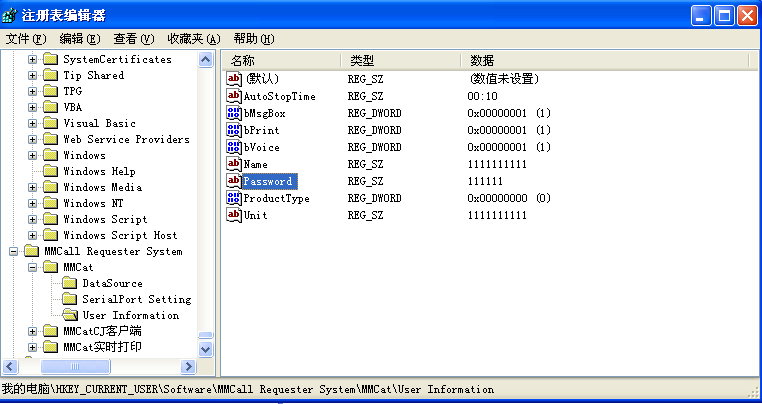 注册表编辑器
文件(F) 编辑(E) 查看(V) 收藏夹(A) 帮助(H)
SystemCertificates
Tip Shared
TPG
VBA
Visual Basic
Web Service Providers
Windows
Windows Help
Windows Media
Windows NT
Windows Script
Windows Script Host
MMCall Requester System
MMCat
DataSource
SerialPort Setting
User Information
MMCatCJ客户端
MMCat实时打印
名称 类型 数据
(默认) REG_SZ (数值未设置)
AutoStopTime REG_SZ 00:10
bMsgBox REG_DWORD 0x00000001 (1)
bPrint REG_DWORD 0x00000001 (1)
bVoice REG_DWORD 0x00000001 (1)
Name REG_SZ 1111111111
Password REG_SZ 111111
ProductType REG_DWORD 0x00000000 (0)
Unit REG_SZ 1111111111
我的电脑\HKEY_CURRENT_USER\Software\MMCall Requester System\MMCat\User Information